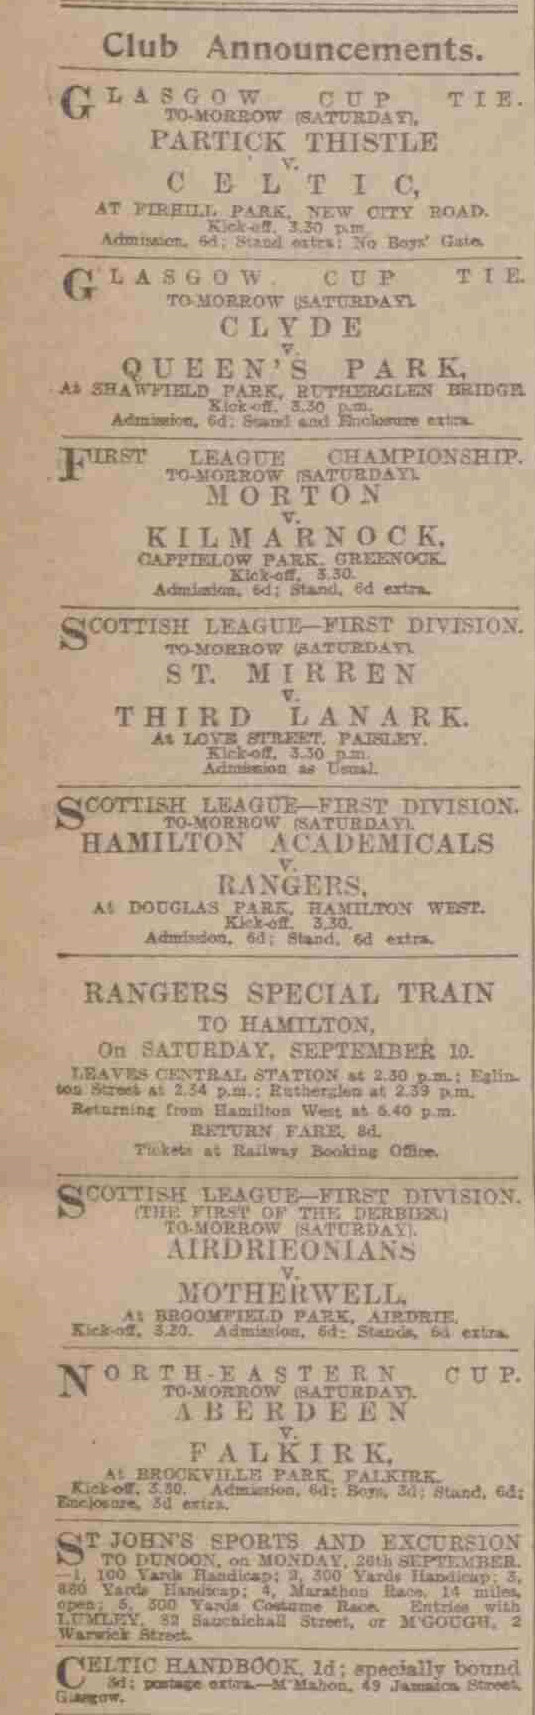 Club Announcements.
GLASGOW CUP TIE.
TO-MORROW (SATURDAY),
PARTICK THISTLE
v.
CELTIC,
AT FIRHILL PARK, NEW CITY ROAD.
Kick-off, 3.30 p.m.
Admission, 6d; Stand extra; No Boys' Gate.
GLASGOW CUP TIE.
TO-MORROW (SATURDAY).
CLYDE
v.
QUEEN'S PARK,
At SHAWFIELD PARK, RUTHERGLEN BRIDGE.
Kick-off, 3.30 p.m.
Admission, 6d; Stand and Enclosure extra.
FIRST LEAGUE CHAMPIONSHIP.
TO-MORROW (SATURDAY).
MORTON
v.
KILMARNOCK,
CAPPIELOW PARK, GREENOCK.
Kick-off, 3.30.
Admission, 6d; Stand, 6d extra.
SCOTTISH LEAGUE—FIRST DIVISION.
TO-MORROW (SATURDAY).
ST. MIRREN
v.
THIRD LANARK.
At LOVE STREET, PAISLEY.
Kick-off, 3.30 p.m.
Admission as Usual.
SCOTTISH LEAGUE—FIRST DIVISION.
TO-MORROW (SATURDAY).
HAMILTON ACADEMICALS
v.
RANGERS,
At DOUGLAS PARK, HAMILTON WEST.
Kick-off, 3.30.
Admission, 6d; Stand, 6d extra.
RANGERS SPECIAL TRAIN
TO HAMILTON,
On SATURDAY, SEPTEMBER 10.
LEAVES CENTRAL STATION at 2.30 p.m.; Eglin-
ton Street at 2.34 p.m.; Rutherglen at 2.39 p.m.
Returning from Hamilton West at 6.40 p.m.
RETURN FARE, 8d.
Tickets at Railway Booking Office.
SCOTTISH LEAGUE—FIRST DIVISION.
(THE FIRST OF THE DERBIES.)
TO-MORROW (SATURDAY).
AIRDRIEONIANS
v.
MOTHERWELL,
At BROOMFIELD PARK, AIRDRIE.
Kick-off, 3.20. Admission, 6d; Stands, 6d extra.
NORTH-EASTERN CUP.
TO-MORROW (SATURDAY).
ABERDEEN
v.
FALKIRK,
At BROCKVILLE PARK, FALKIRK.
Kick-off, 3.30. Admission, 6d; Boys, 3d; Stand, 6d;
Enclosure, 3d extra.
ST JOHN'S SPORTS AND EXCURSION
TO DUNOON, on MONDAY, 26th SEPTEMBER.
—1, 100 Yards Handicap; 2, 300 Yards Handicap; 3,
880 Yards Handicap; 4, Marathon Race, 14 miles,
open; 5, 300 Yards Costume Race. Entries with
LUMLEY, 82 Sauchichall Street, or M'GOUGH, 2
Warwick Street.
CELTIC HANDBOOK, 1d; specially bound
3d; postage extra.—M'Mahon, 49 Jamaica Street,
Glasgow.